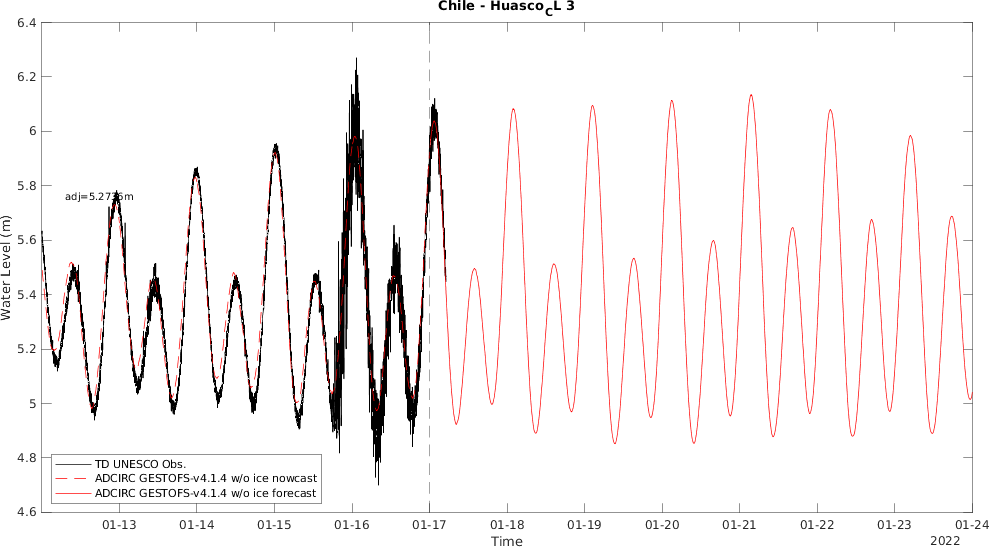 Chile - Huasco_CL 3
6.4
6.2
6
5.8
5.6
5.4
5.2
5
4.8
4.6
Water Level (m)
adj=5.2735m
TD UNESCO Obs.
ADCIRC GESTOFS-v4.1.4 w/o ice nowcast
ADCIRC GESTOFS-v4.1.4 w/o ice forecast
01-13 01-14 01-15 01-16 01-17 01-18 01-19 01-20 01-21 01-22 01-23 01-24
Time
2022